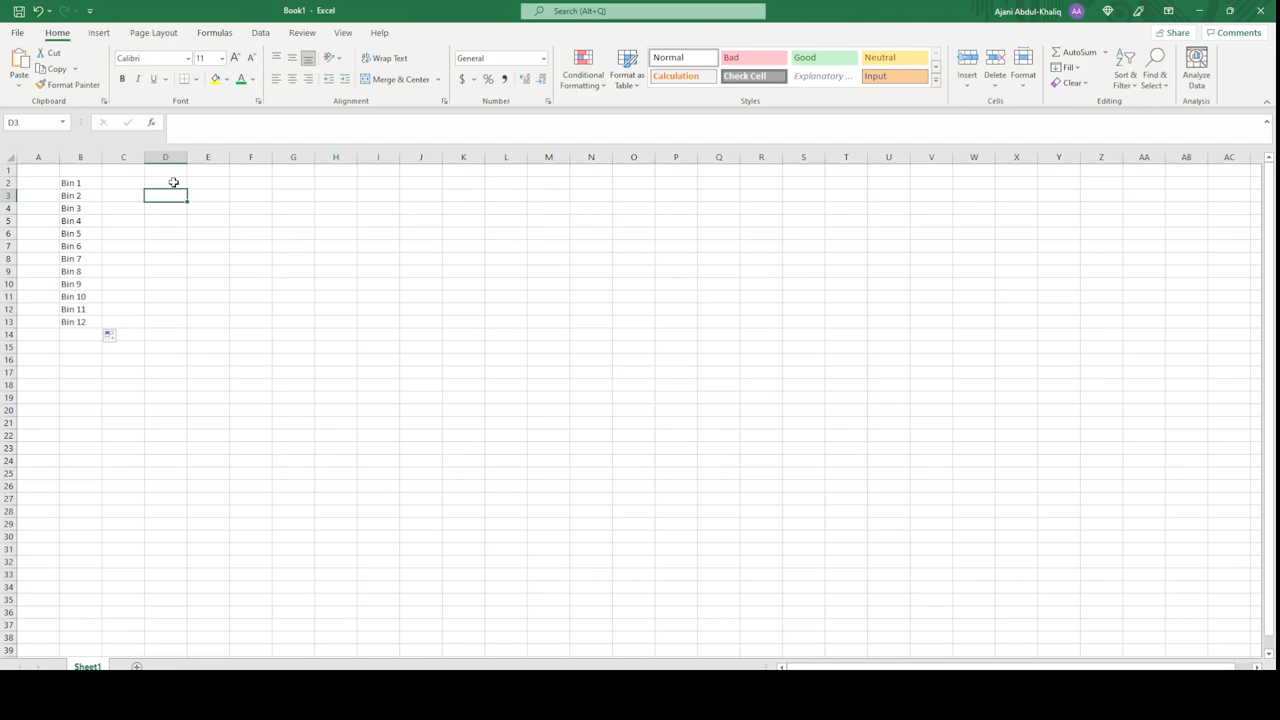 Book1 - Excel
Search (Alt+Q)
Ajani Abdul-Khaliq
AA
File Home Insert Page Layout Formulas Data Review View Help
Share
Comments
Paste
Cut
Copy
Format Painter
Clipboard
Calibri 11
B I U
Font
Wrap Text
Merge & Center
Alignment
General
$ % ,
Number
Conditional Formatting
Format as Table
Normal Bad Good Neutral
Calculation Check Cell Explanatory ... Input
Styles
Insert Delete Format
Cells
AutoSum
Fill
Clear
Sort & Filter
Find & Select
Editing
Analyze Data
Analysis
D3
fx
A B C D E F G H I J K L M N O P Q R S T U V W X Y Z AA AB AC
1
2 Bin 1
3 Bin 2
4 Bin 3
5 Bin 4
6 Bin 5
7 Bin 6
8 Bin 7
9 Bin 8
10 Bin 9
11 Bin 10
12 Bin 11
13 Bin 12
14
15
16
17
18
19
20
21
22
23
24
25
26
27
28
29
30
31
32
33
34
35
36
37
38
39
Sheet1